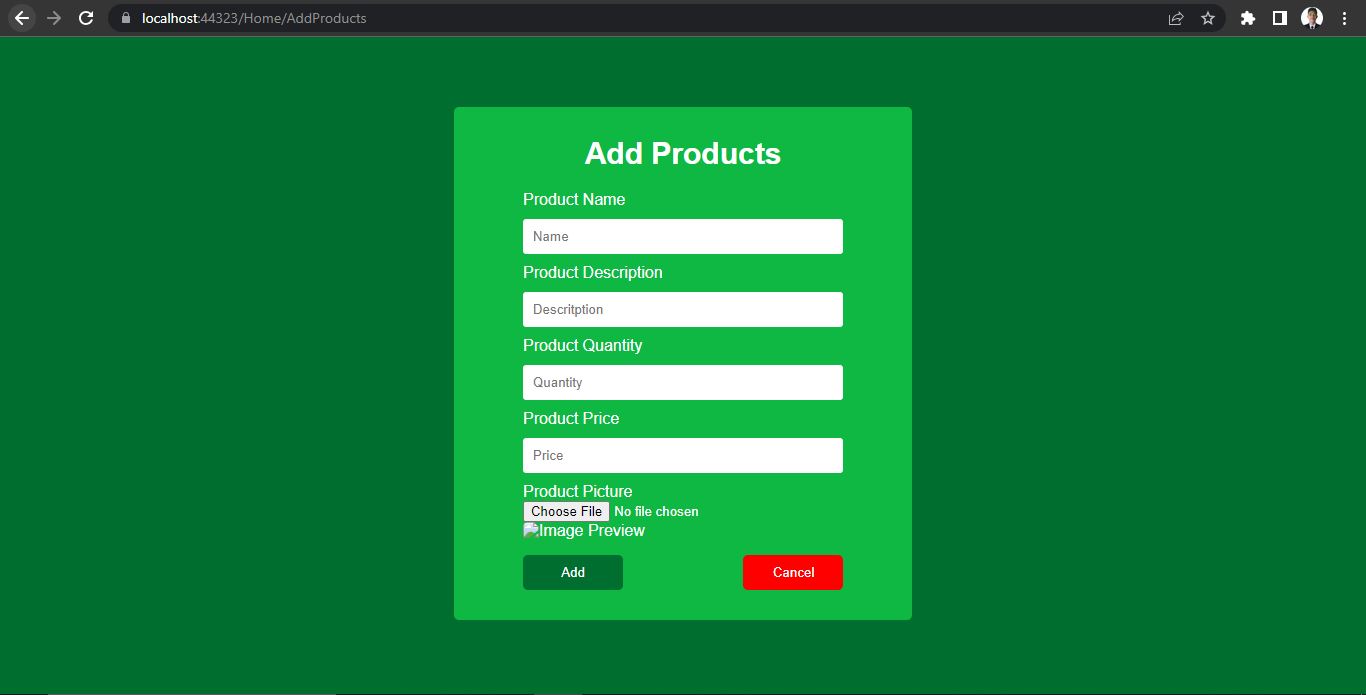 localhost:44323/Home/AddProducts
Add Products
Product Name
Name
Product Description
Descritption
Product Quantity
Quantity
Product Price
Price
Product Picture
Choose File No file chosen
Image Preview
Add Cancel